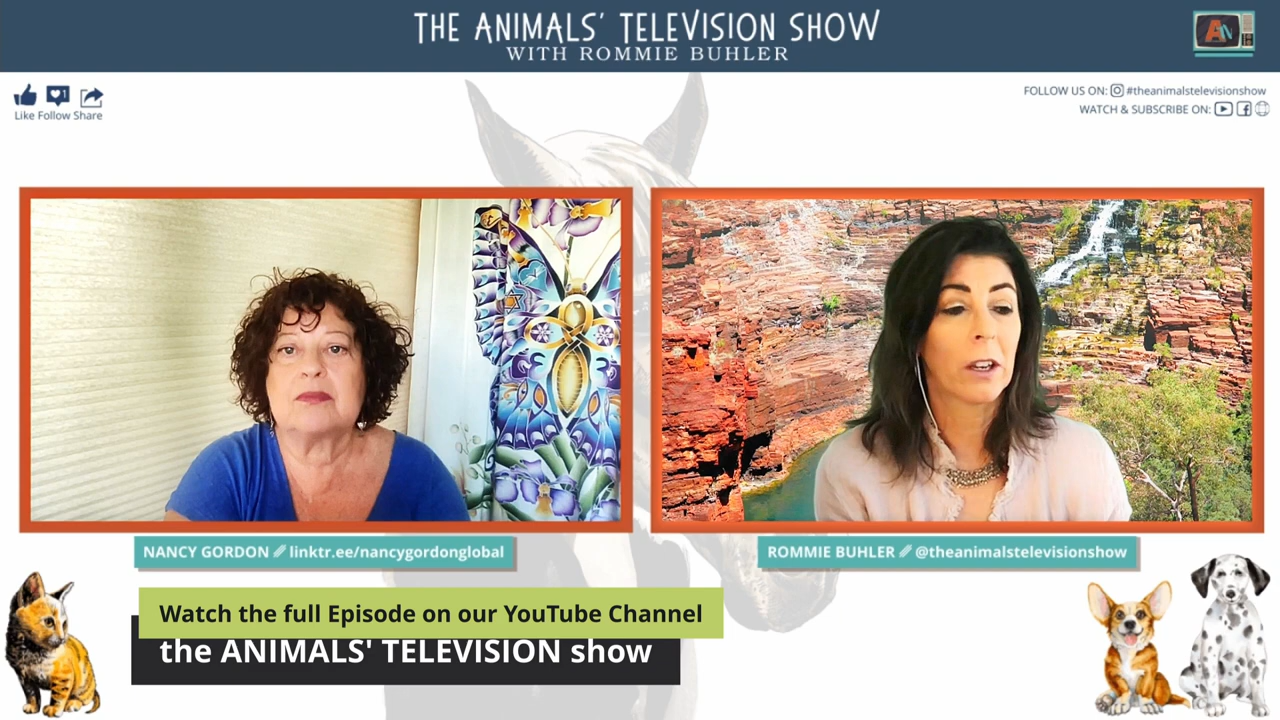 THE ANIMALS' TELEVISION SHOW
WITH ROMMIE BUHLER
Like Follow Share
FOLLOW US ON: #theanimalstelevisionshow
WATCH & SUBSCRIBE ON:
NANCY GORDON // linktr.ee/nancygordonglobal
ROMMIE BUHLER // @theanimalstelevisionshow
Watch the full Episode on our YouTube Channel
the ANIMALS' TELEVISION show